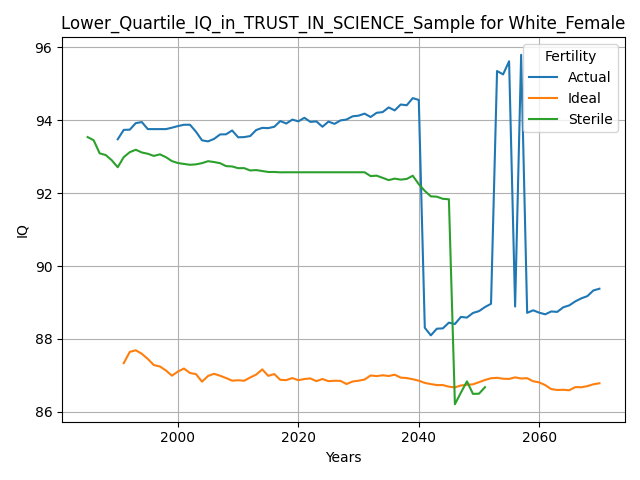 Lower_Quartile_IQ_in_TRUST_IN_SCIENCE_Sample for White_Female
Fertility
Actual
Ideal
Sterile
96
94
92
90
88
86
IQ
2000
2020
2040
2060
Years